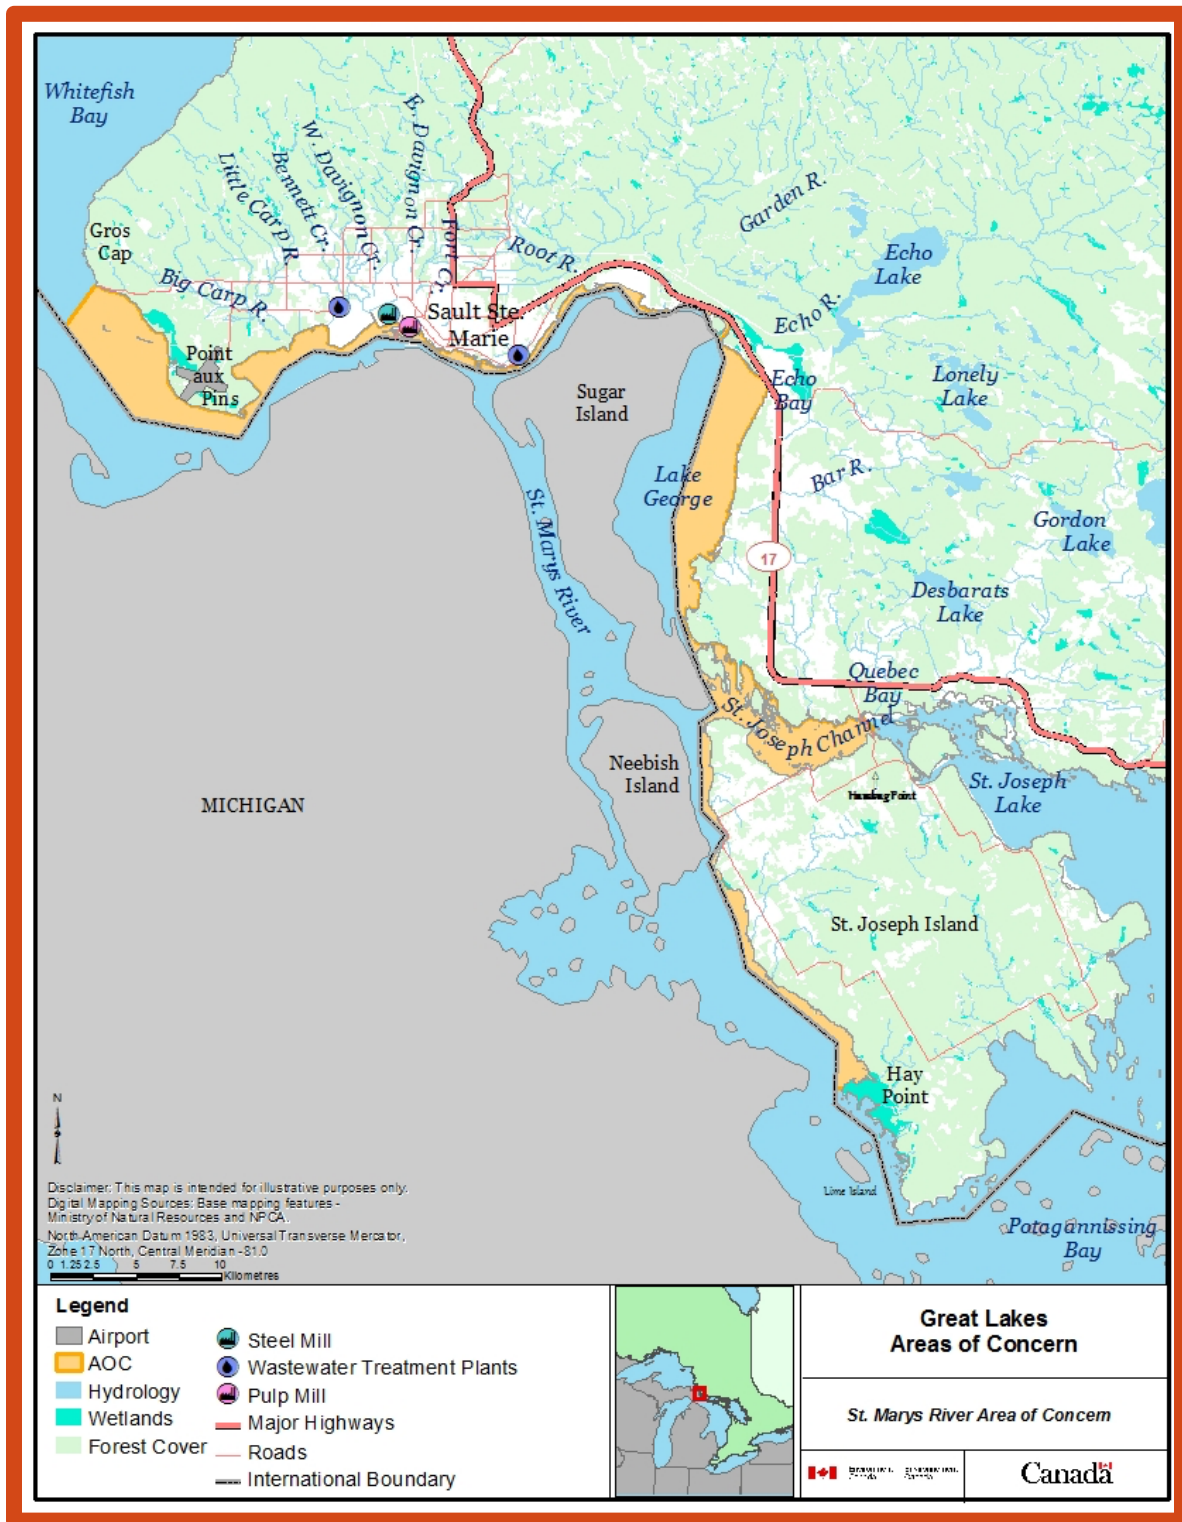 Whitefish
Bay
Gros
Cap
Little Carp R.
Bennett Cr.
W. Davignon Cr.
E. Davignon Cr.
Fort Cr.
Root R.
Big Carp R.
Garden R.
Echo
Lake
Echo R.
Sault Ste.
Marie
Point
aux
Pins
Sugar
Island
Echo
Bay
Lonely
Lake
Lake
George
Bar R.
Gordon
Lake
St. Marys River
17
Desbarats
Lake
Quebec
Bay
St. Joseph Channel
Neebish
Island
MICHIGAN
St. Joseph
Lake
St. Joseph Island
Hay
Point
Lime Island
Potagannissing
Bay
N
Disclaimer: This map is intended for illustrative purposes only.
Digital Mapping Sources: Base mapping features -
Ministry of Natural Resources and NPCA.
North American Datum 1983, Universal Transverse Mercator,
Zone 17 North, Central Meridian -81.0
0 1.25 2.5 5 7.5 10
Kilometres
Legend
Airport
AOC
Hydrology
Wetlands
Forest Cover
Steel Mill
Wastewater Treatment Plants
Pulp Mill
Major Highways
Roads
International Boundary
Great Lakes
Areas of Concern
St. Marys River Area of Concern
Canada